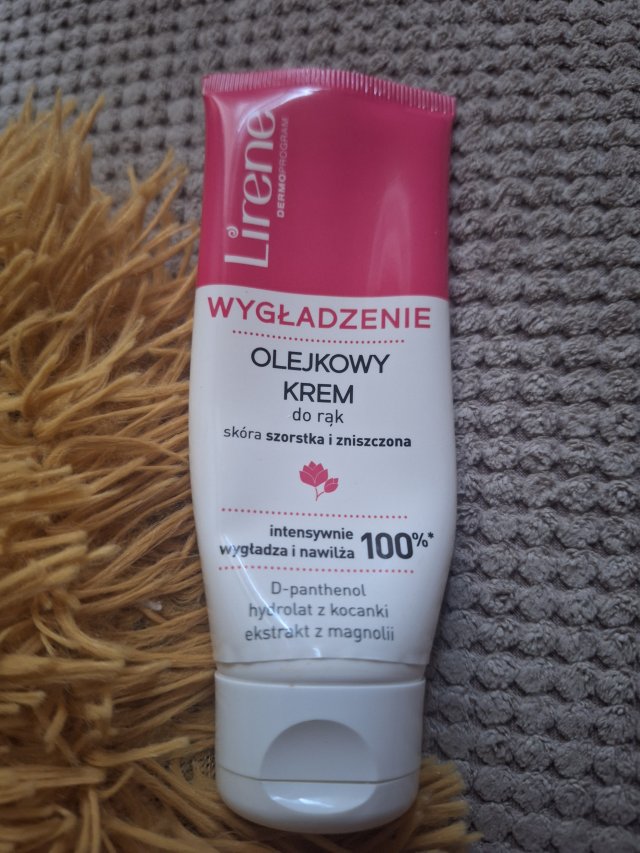 Lirene
DERMOPROGRAM
WYGŁADZENIE
OLEJKOWY
KREM
do rąk
skóra szorstka i zniszczona
intensywnie
wygładza i nawilża 100%*
D-panthenol
hydrolat z kocanki
ekstrakt z magnolii